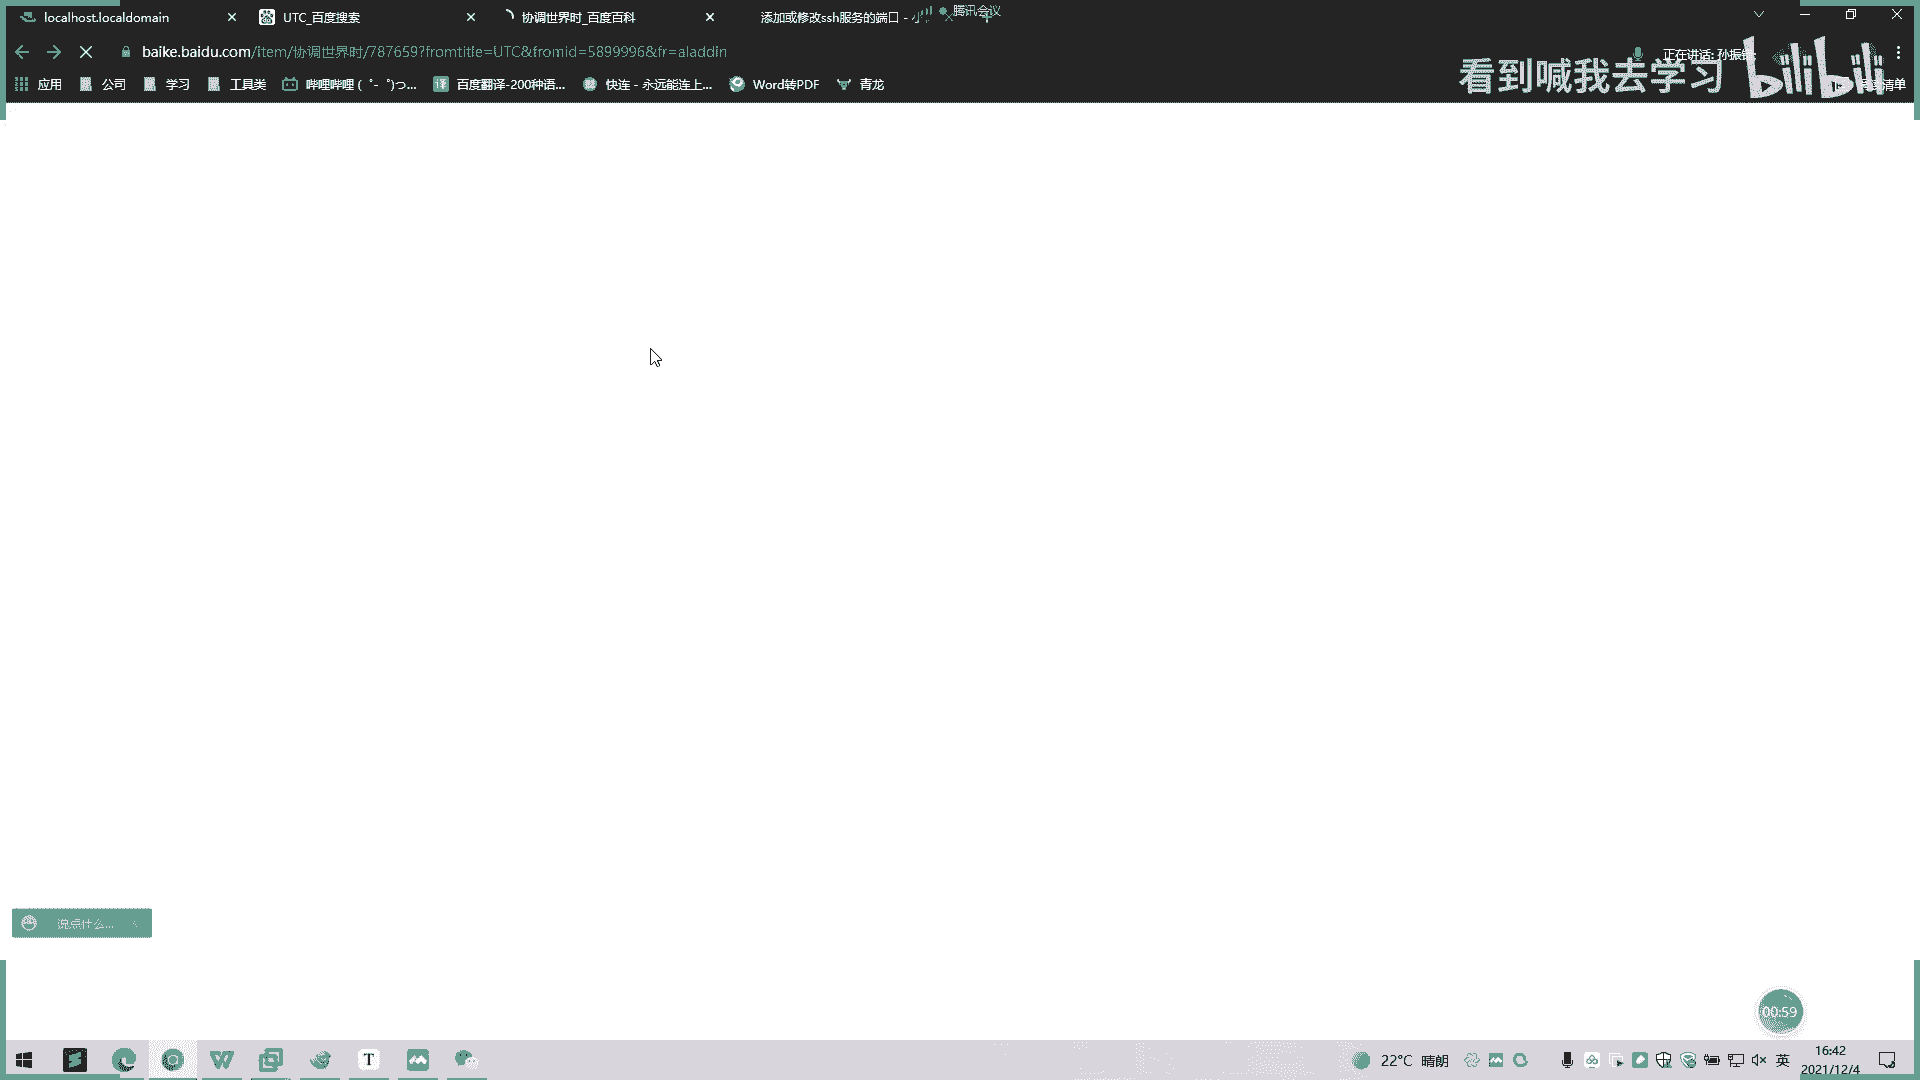 localhost.localdomain
UTC_百度搜索
协调世界时_百度百科
添加或修改ssh服务的端口 - 小
腾讯会议
baike.baidu.com/item/协调世界时/787659?fromtitle=UTC&fromid=5899996&fr=aladdin
正在讲话: 孙振
看到喊我去学习
bilibili
应用
公司
学习
工具类
哔哩哔哩 (゜-゜)つ...
百度翻译-200种语...
快连 - 永远能连上...
Word转PDF
青龙
清单
说点什么...
00:59
T
22°C 晴朗
英
16:42
2021/12/4